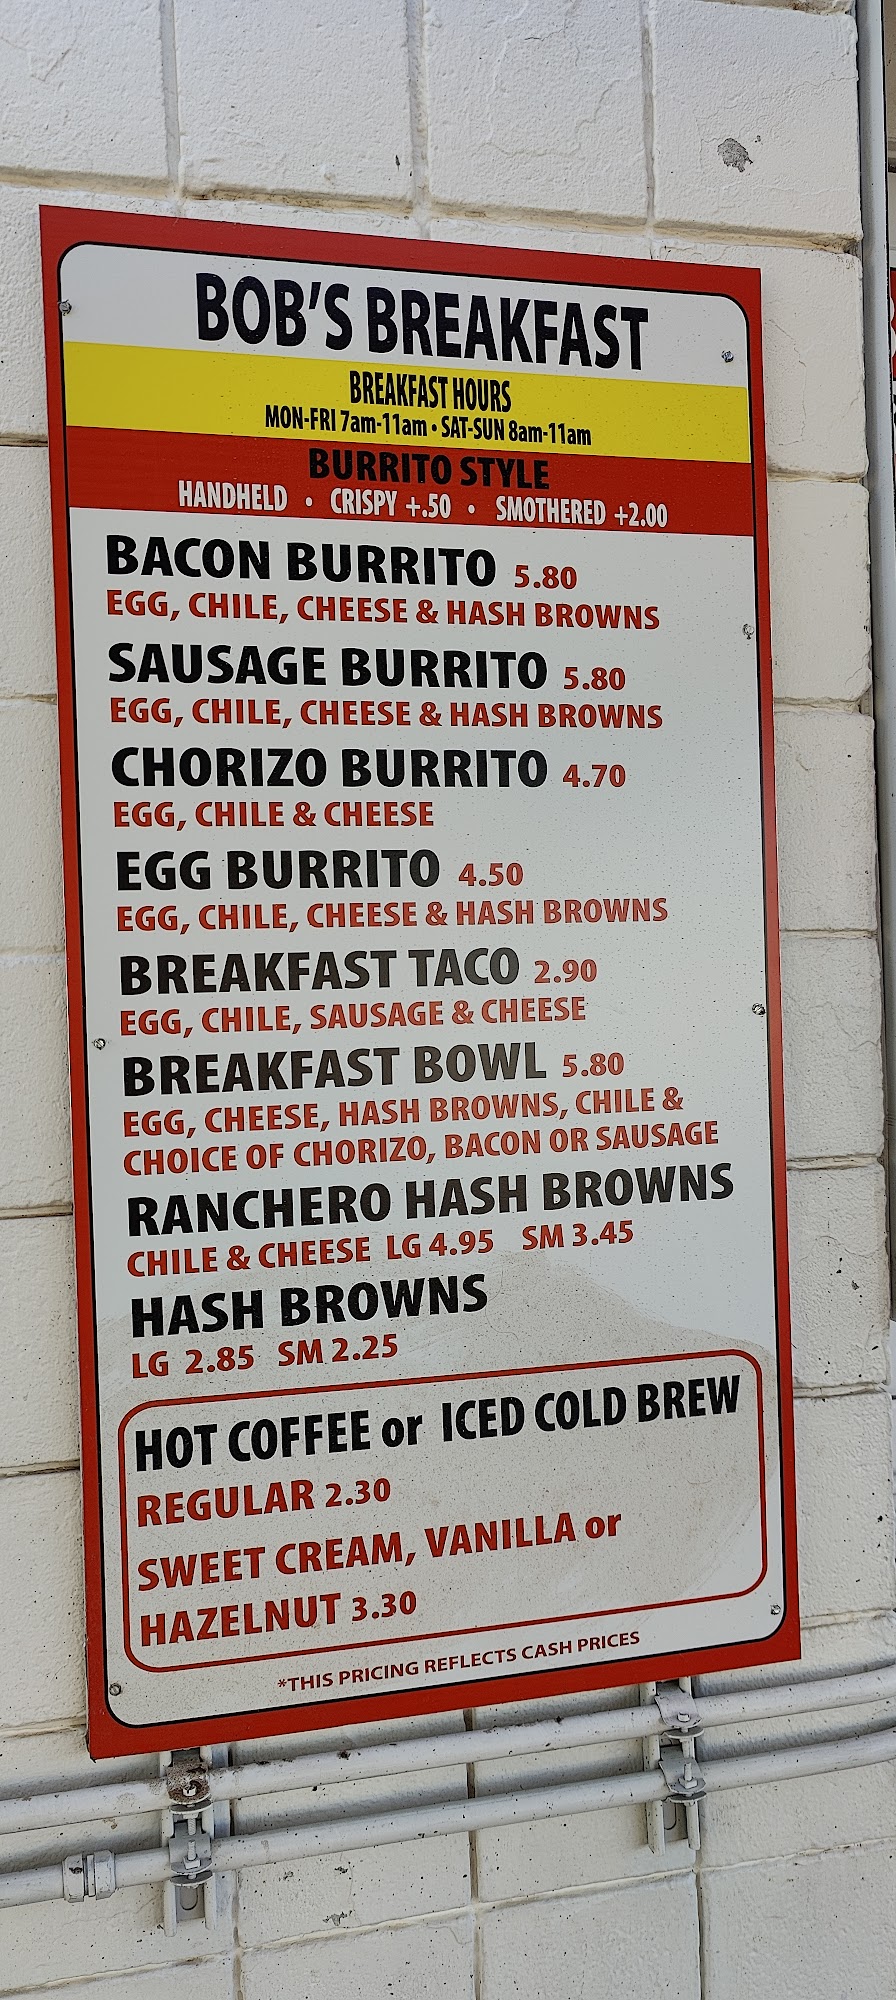 BOB'S BREAKFAST
BREAKFAST HOURS
MON-FRI 7am-11am • SAT-SUN 8am-11am
BURRITO STYLE
HANDHELD • CRISPY +.50 • SMOTHERED +2.00
BACON BURRITO 5.80
EGG, CHILE, CHEESE & HASH BROWNS
SAUSAGE BURRITO 5.80
EGG, CHILE, CHEESE & HASH BROWNS
CHORIZO BURRITO 4.70
EGG, CHILE & CHEESE
EGG BURRITO 4.50
EGG, CHILE, CHEESE & HASH BROWNS
BREAKFAST TACO 2.90
EGG, CHILE, SAUSAGE & CHEESE
BREAKFAST BOWL 5.80
EGG, CHEESE, HASH BROWNS, CHILE &
CHOICE OF CHORIZO, BACON OR SAUSAGE
RANCHERO HASH BROWNS
CHILE & CHEESE LG 4.95 SM 3.45
HASH BROWNS
LG 2.85 SM 2.25
HOT COFFEE or ICED COLD BREW
REGULAR 2.30
SWEET CREAM, VANILLA or
HAZELNUT 3.30
*THIS PRICING REFLECTS CASH PRICES